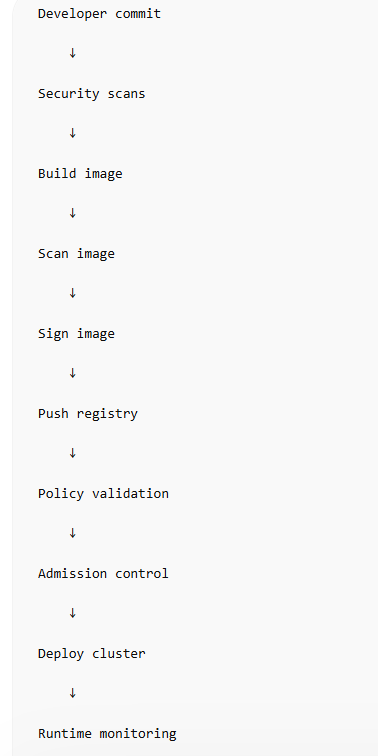 Developer commit
↓
Security scans
↓
Build image
↓
Scan image
↓
Sign image
↓
Push registry
↓
Policy validation
↓
Admission control
↓
Deploy cluster
↓
Runtime monitoring